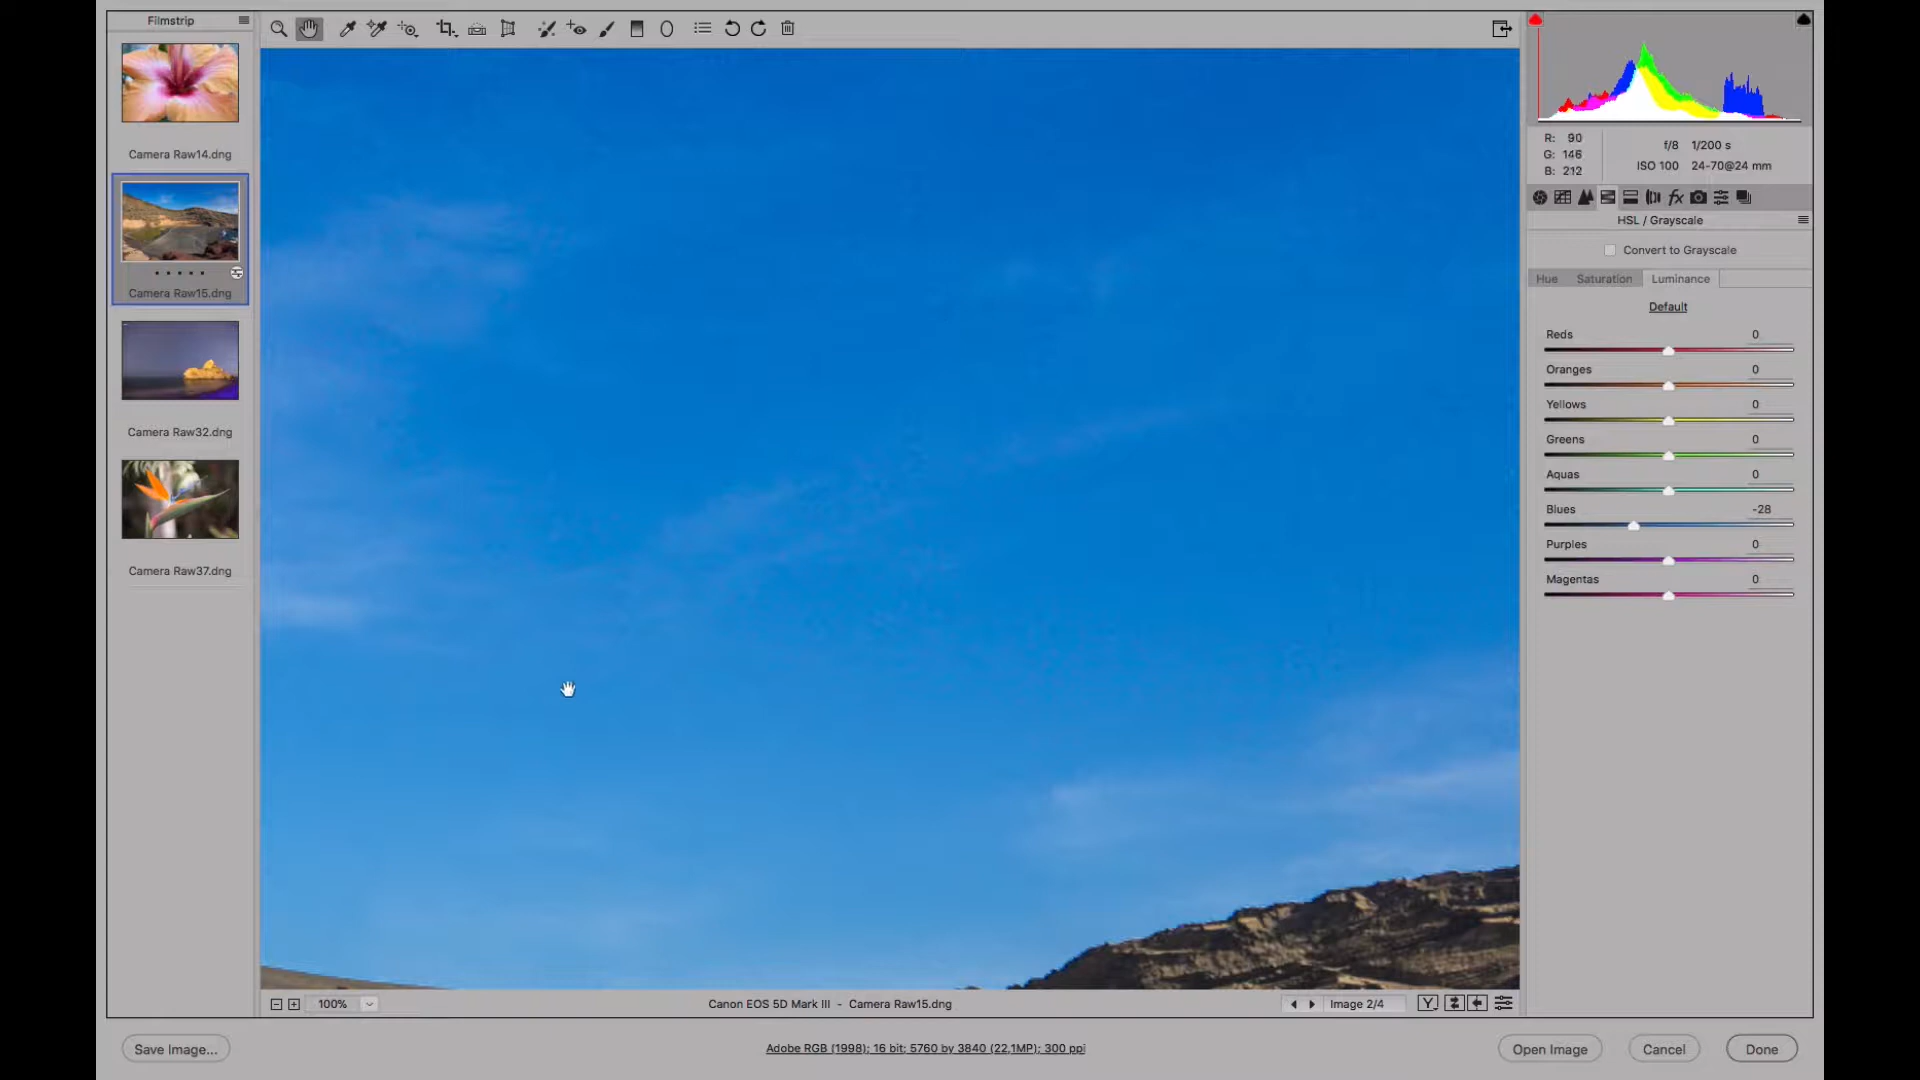 Filmstrip
Camera Raw14.dng
Camera Raw15.dng
Camera Raw32.dng
Camera Raw37.dng
R: 90
G: 146
B: 212
f/8 1/200 s
ISO 100 24-70@24 mm
HSL / Grayscale
Convert to Grayscale
Hue Saturation Luminance
Default
Reds 0
Oranges 0
Yellows 0
Greens 0
Aquas 0
Blues -28
Purples 0
Magentas 0
100%
Canon EOS 5D Mark III - Camera Raw15.dng
Image 2/4
Y
Save Image...
Adobe RGB (1998); 16 bit; 5760 by 3840 (22,1MP); 300 ppi
Open Image
Cancel
Done